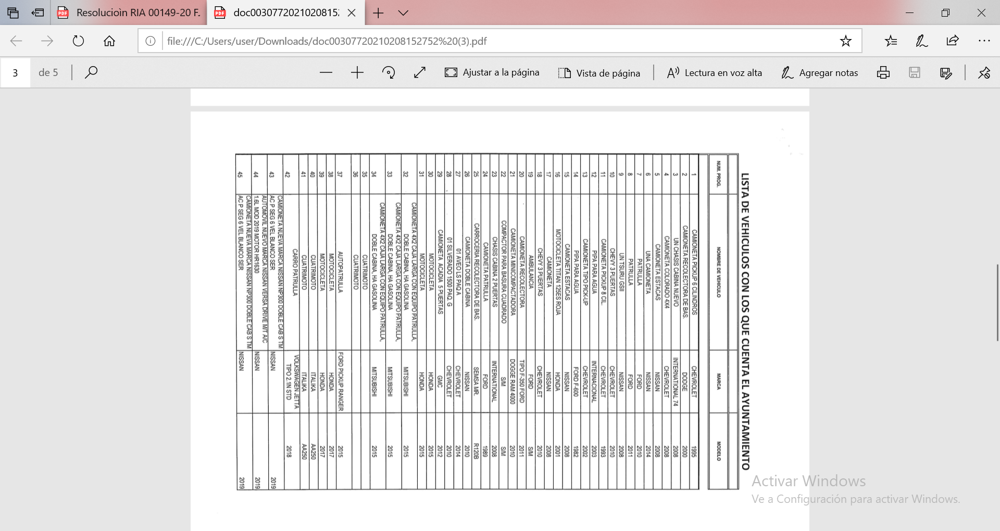 Resolucioìn RIA 00149-20 F.
doc0030772021020815
file:///C:/Users/user/Downloads/doc00307720210208152752%20(3).pdf
3 de 5
Ajustar a la página
Vista de página
Lectura en voz alta
Agregar notas
LISTA DE VEHICULOS CON LOS QUE CUENTA EL AYUNTAMIENTO
NUM. PROG. NOMBRE DE VEHICULO MARCA MODELO
1 CAMIONETA PICKUP 6 CILINDROS CHEVROLET 1995
2 CAMIONETA RECOLECTORA DE BAS. DODGE 2000
3 UN CHASIS CABINA NUEVO INTERNATIONAL 74 2008
4 CAMIONETA COLORADO 4X4 CHEVROLET 2008
5 CAMIONETA ESTACAS NISSAN 2008
6 UNA CAMIONETA NISSAN 2014
7 PATRULLA FORD 2010
8 PATRULLA FORD 2011
9 UN TSURU GSII NISSAN 2008
10 CHEVY 3 PUERTAS CHEVROLET 2010
11 CAMIONETA PICKUP 8 CIL. CHEVROLET 1993
12 PIPA PARA AGUA INTERNACIONAL 2003
13 CAMIONETA TIPO PICK-UP CHEVROLET 2002
14 PIPA PARA AGUA FORD F-600 1982
15 CAMIONETA ESTACAS NISSAN 2008
16 MOTOCICLETA TITAN 125ES ROJA HONDA 2001
17 CAMIONETA NISSAN 2008
18 CHEVY 3 PUERTAS CHEVROLET 2010
19 AMBULANCIA FORD S/M
20 CAMIONETA RECOLECTORA TIPO F-350 FORD 2011
21 CAMIONETA MINICOMPACTADORA DOGGE RAM 4000 2010
22 COMPACTOR PARA BASURA CUADRADO S/M S/M
23 CHASIS CABINA 2 PUERTAS INTERNATIONAL 2008
24 CAMIONETA PATRULLA FORD 1989
25 CARROCERIA RECOLECTORA DE BAS. SEMSA MR. R120B
26 CAMIONETA DOBLE CABINA NISSAN 2010
27 01 AVEO LS PAQ A CHEVROLET 2014
28 01 SILVERADO 1500 PAQ. G CHEVROLET 2010
29 CAMIONETA ACADIA 5 PUERTAS GMC 2012
30 MOTOCICLETA HONDA 2015
31 MOTOCICLETA HONDA 2015
32 CAMIONETA 4X2 CAJA LARGA CON EQUIPO PATRULLA,
DOBLE CABINA, HA GASOLINA MITSUBISHI 2015
33 CAMIONETA 4X2 CAJA LARGA CON EQUIPO PATRULLA,
DOBLE CABINA, HA GASOLINA MITSUBISHI 2015
34 CAMIONETA 4X2 CAJA LARGA CON EQUIPO PATRULLA,
DOBLE CABINA, HA GASOLINA MITSUBISHI 2015
35 CUATRIMOTO
36 CUATRIMOTO
37 AUTOPATRULLA FORD PICKUP RANGER 2015
38 MOTOCICLETA HONDA 2017
39 MOTOCICLETA HONDA 2017
40 CUATRIMOTO ITALIKA AA250
41 CUATRIMOTO ITALIKA AA250
42 CARRO PATRULLA VOLKSWAGEN JETTA
TIPO 2.1N STD 2018
43 CAMIONETA NUEVA MARCA NISSAN NP300 DOBLE CAB S TM
AC P SEG 6 VEL BLANCO SER NISSAN 2019
44 AUTOMOVIL NUEVO MARCA NISSAN VERSA DRIVE M/T A/C
1.6L MOD 2019 MOTOR HR1630 NISSAN 2019
45 CAMIONETA NUEVA MARCA NISSAN NP300 DOBLE CAB S TM
AC P SEG 6 VEL BLANCO SER NISSAN 2019
Activar Windows
Ve a Configuración para activar Windows.